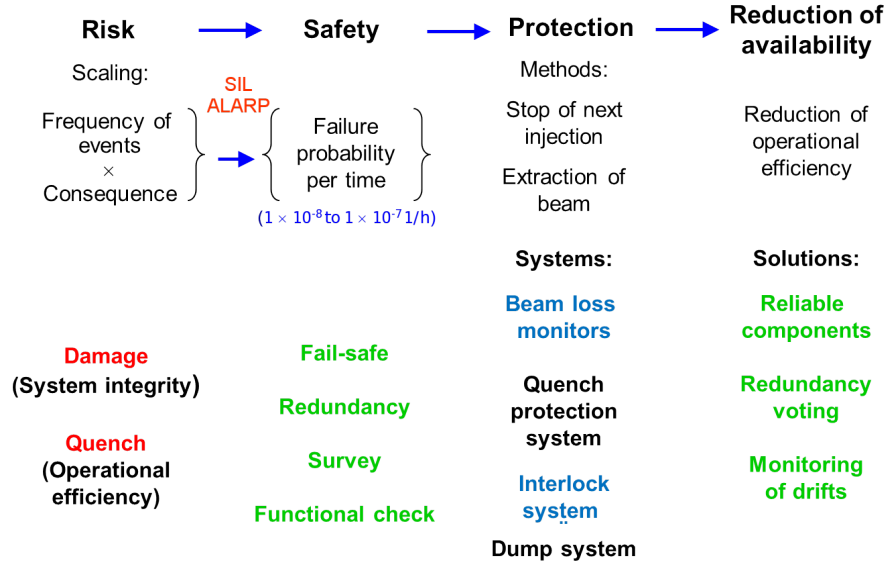 Risk
Safety
Protection
Reduction of
availability
Scaling:
SIL
ALARP
Frequency of
events
×
Consequence
Failure
probability
per time
(1 × 10⁻⁸ to 1 × 10⁻⁷ 1/h)
Methods:
Stop of next
injection
Extraction of
beam
Reduction of
operational
efficiency
Damage
(System integrity)
Quench
(Operational
efficiency)
Fail-safe
Redundancy
Survey
Functional check
Systems:
Beam loss
monitors
Quench
protection
system
Interlock
system
Dump system
Solutions:
Reliable
components
Redundancy
voting
Monitoring
of drifts